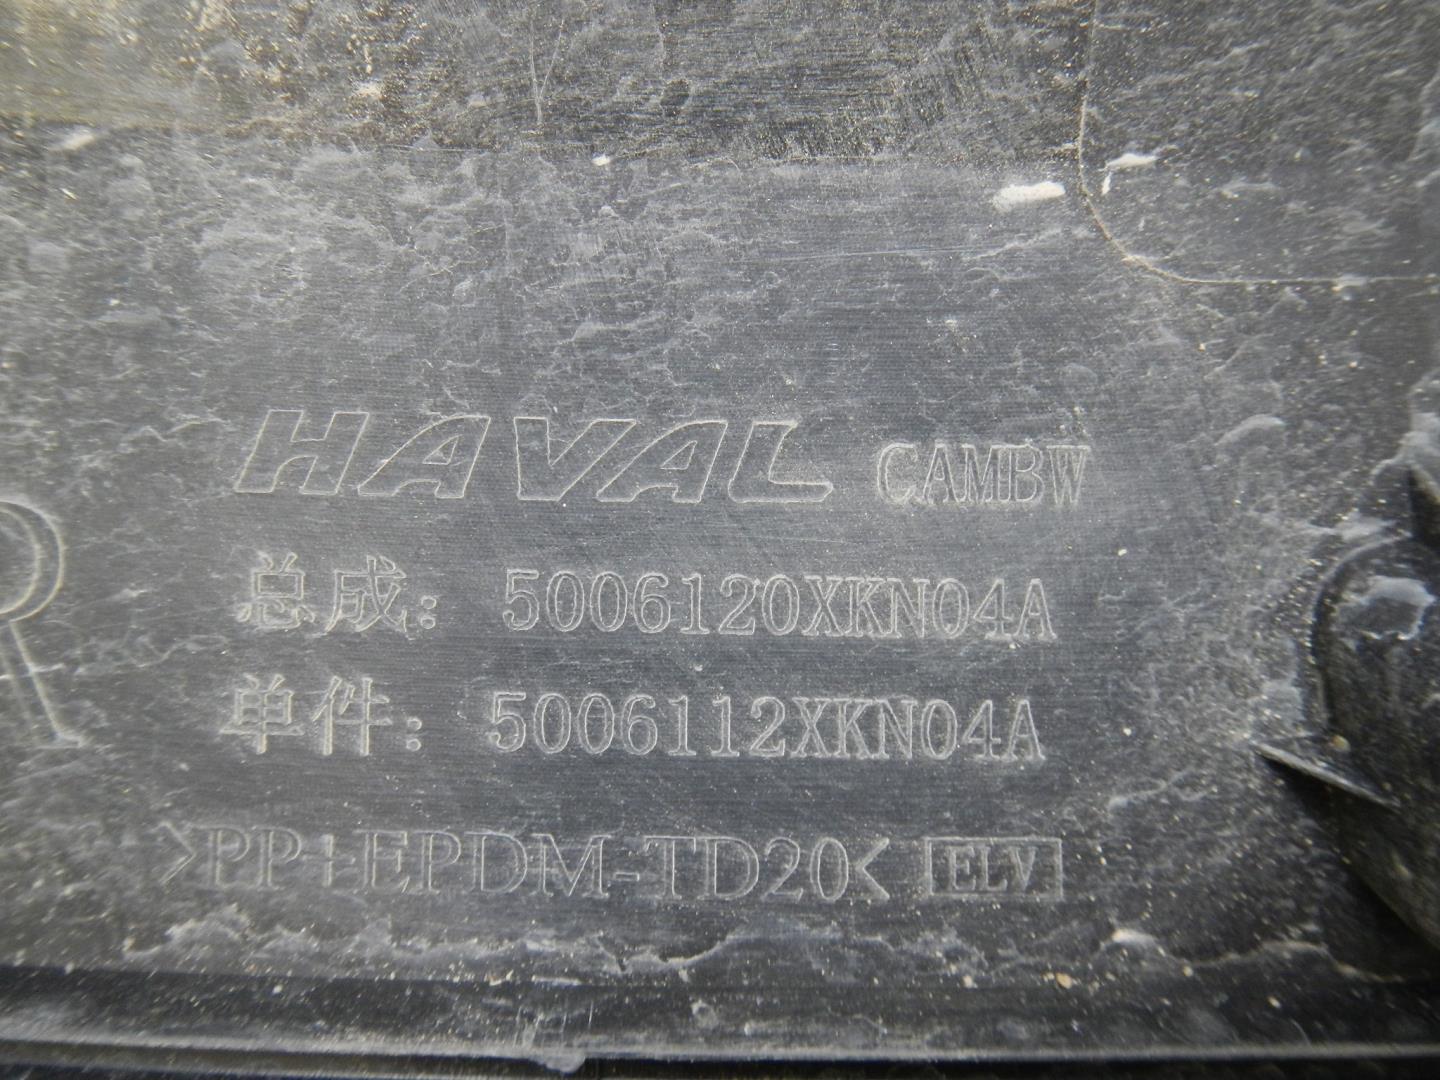 HAVAL CAMBW
总成: 5006120XKN04A
R
单件: 5006112XKN04A
>PP+EPDM-TD20< ELV